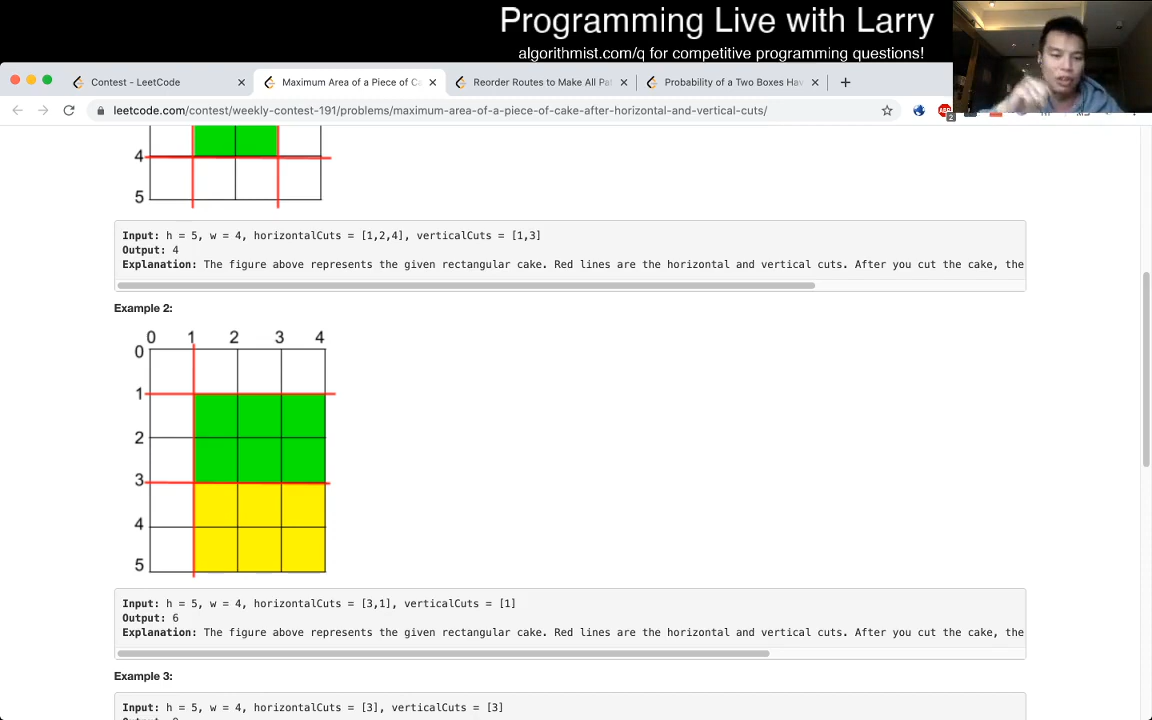 Programming Live with Larry
algorithmist.com/q for competitive programming questions!
Contest - LeetCode
Maximum Area of a Piece of Ca
Reorder Routes to Make All Pat
Probability of a Two Boxes Hav
leetcode.com/contest/weekly-contest-191/problems/maximum-area-of-a-piece-of-cake-after-horizontal-and-vertical-cuts/
4
5
Input: h = 5, w = 4, horizontalCuts = [1,2,4], verticalCuts = [1,3]
Output: 4
Explanation: The figure above represents the given rectangular cake. Red lines are the horizontal and vertical cuts. After you cut the cake, the
Example 2:
0 1 2 3 4
0
1
2
3
4
5
Input: h = 5, w = 4, horizontalCuts = [3,1], verticalCuts = [1]
Output: 6
Explanation: The figure above represents the given rectangular cake. Red lines are the horizontal and vertical cuts. After you cut the cake, the
Example 3:
Input: h = 5, w = 4, horizontalCuts = [3], verticalCuts = [3]